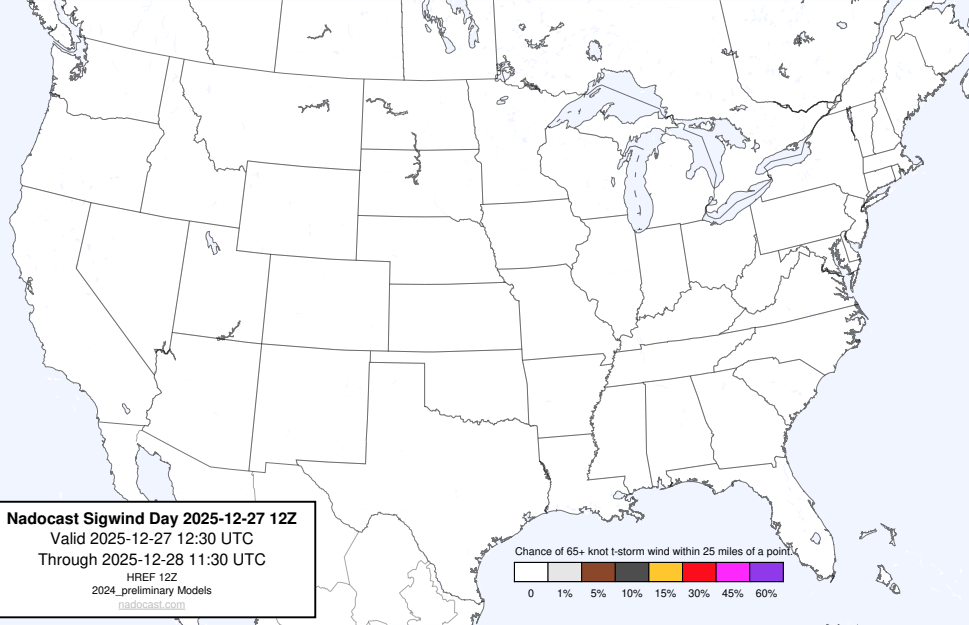 Nadocast Sigwind Day 2025-12-27 12Z
Valid 2025-12-27 12:30 UTC
Through 2025-12-28 11:30 UTC
HREF 12Z
2024_preliminary Models
nadocast.com
Chance of 65+ knot t-storm wind within 25 miles of a point.
0 1% 5% 10% 15% 30% 45% 60%